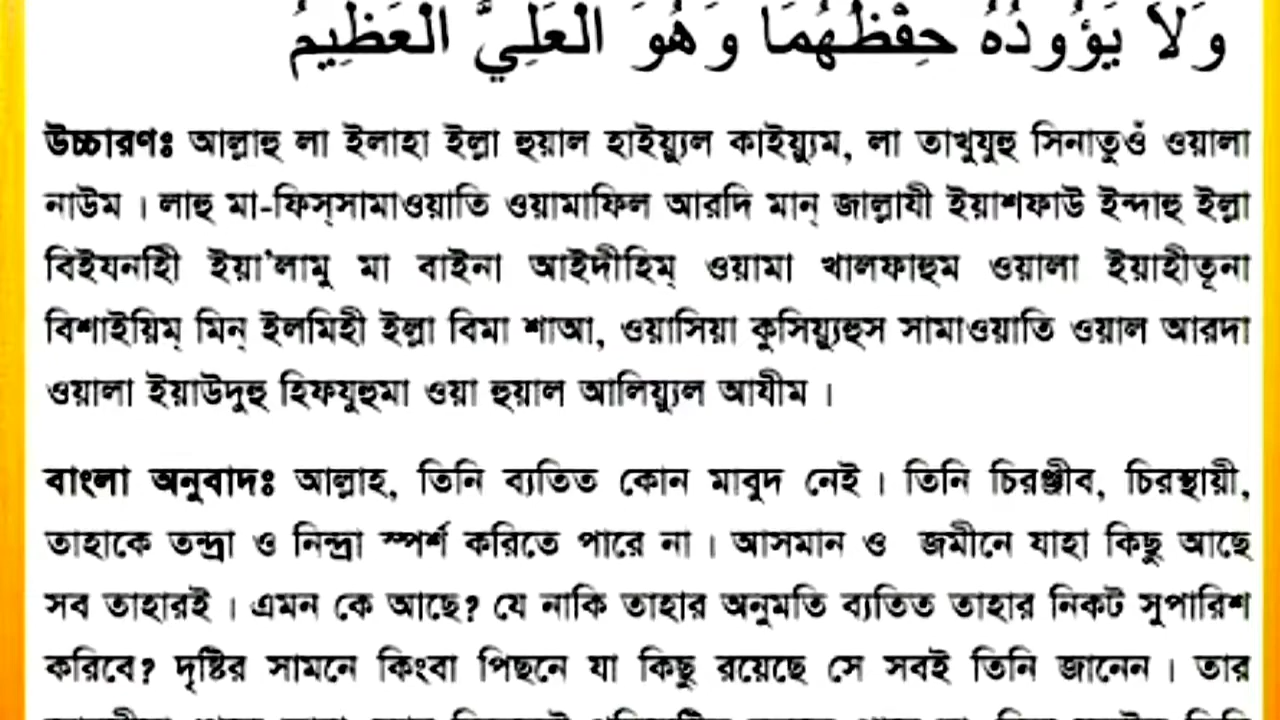 وَلاَ يَؤُودُهُ حِفْظُهُمَا وَهُوَ الْعَلِيُّ الْعَظِيمُ
উচ্চারণঃ আল্লাহু লা ইলাহা ইল্লা হুয়াল হাইয়্যুল কাইয়্যুম, লা তাখুযুহু সিনাতুওঁ ওয়ালা
নাউম । লাহু মা-ফিস্সামাওয়াতি ওয়ামাফিল আরদি মান্ জাল্লাযী ইয়াশফাউ ইন্দাহু ইল্লা
বিইযনহিী ইয়া'লামু মা বাইনা আইদীহিম্ ওয়ামা খালফাহুম ওয়ালা ইয়াহীতূনা
বিশাইয়িম্ মিন্ ইলমিহী ইল্লা বিমা শাআ, ওয়াসিয়া কুসিয়্যুহুস সামাওয়াতি ওয়াল আরদা
ওয়ালা ইয়াউদুহু হিফযুহুমা ওয়া হুয়াল আলিয়্যুল আযীম ।
বাংলা অনুবাদঃ আল্লাহ, তিনি ব্যতিত কোন মাবুদ নেই । তিনি চিরঞ্জীব, চিরস্থায়ী,
তাহাকে তন্দ্রা ও নিন্দ্রা স্পর্শ করিতে পারে না । আসমান ও জমীনে যাহা কিছু আছে
সব তাহারই । এমন কে আছে? যে নাকি তাহার অনুমতি ব্যতিত তাহার নিকট সুপারিশ
করিবে? দৃষ্টির সামনে কিংবা পিছনে যা কিছু রয়েছে সে সবই তিনি জানেন । তার